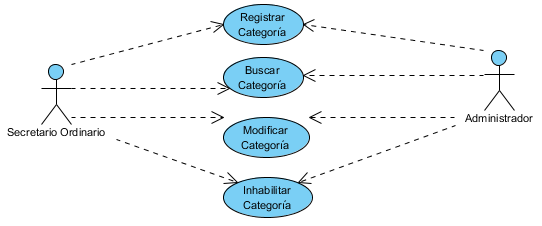 Registrar
Categoría
Buscar
Categoría
Secretario Ordinario
Administrador
Modificar
Categoría
Inhabilitar
Categoría